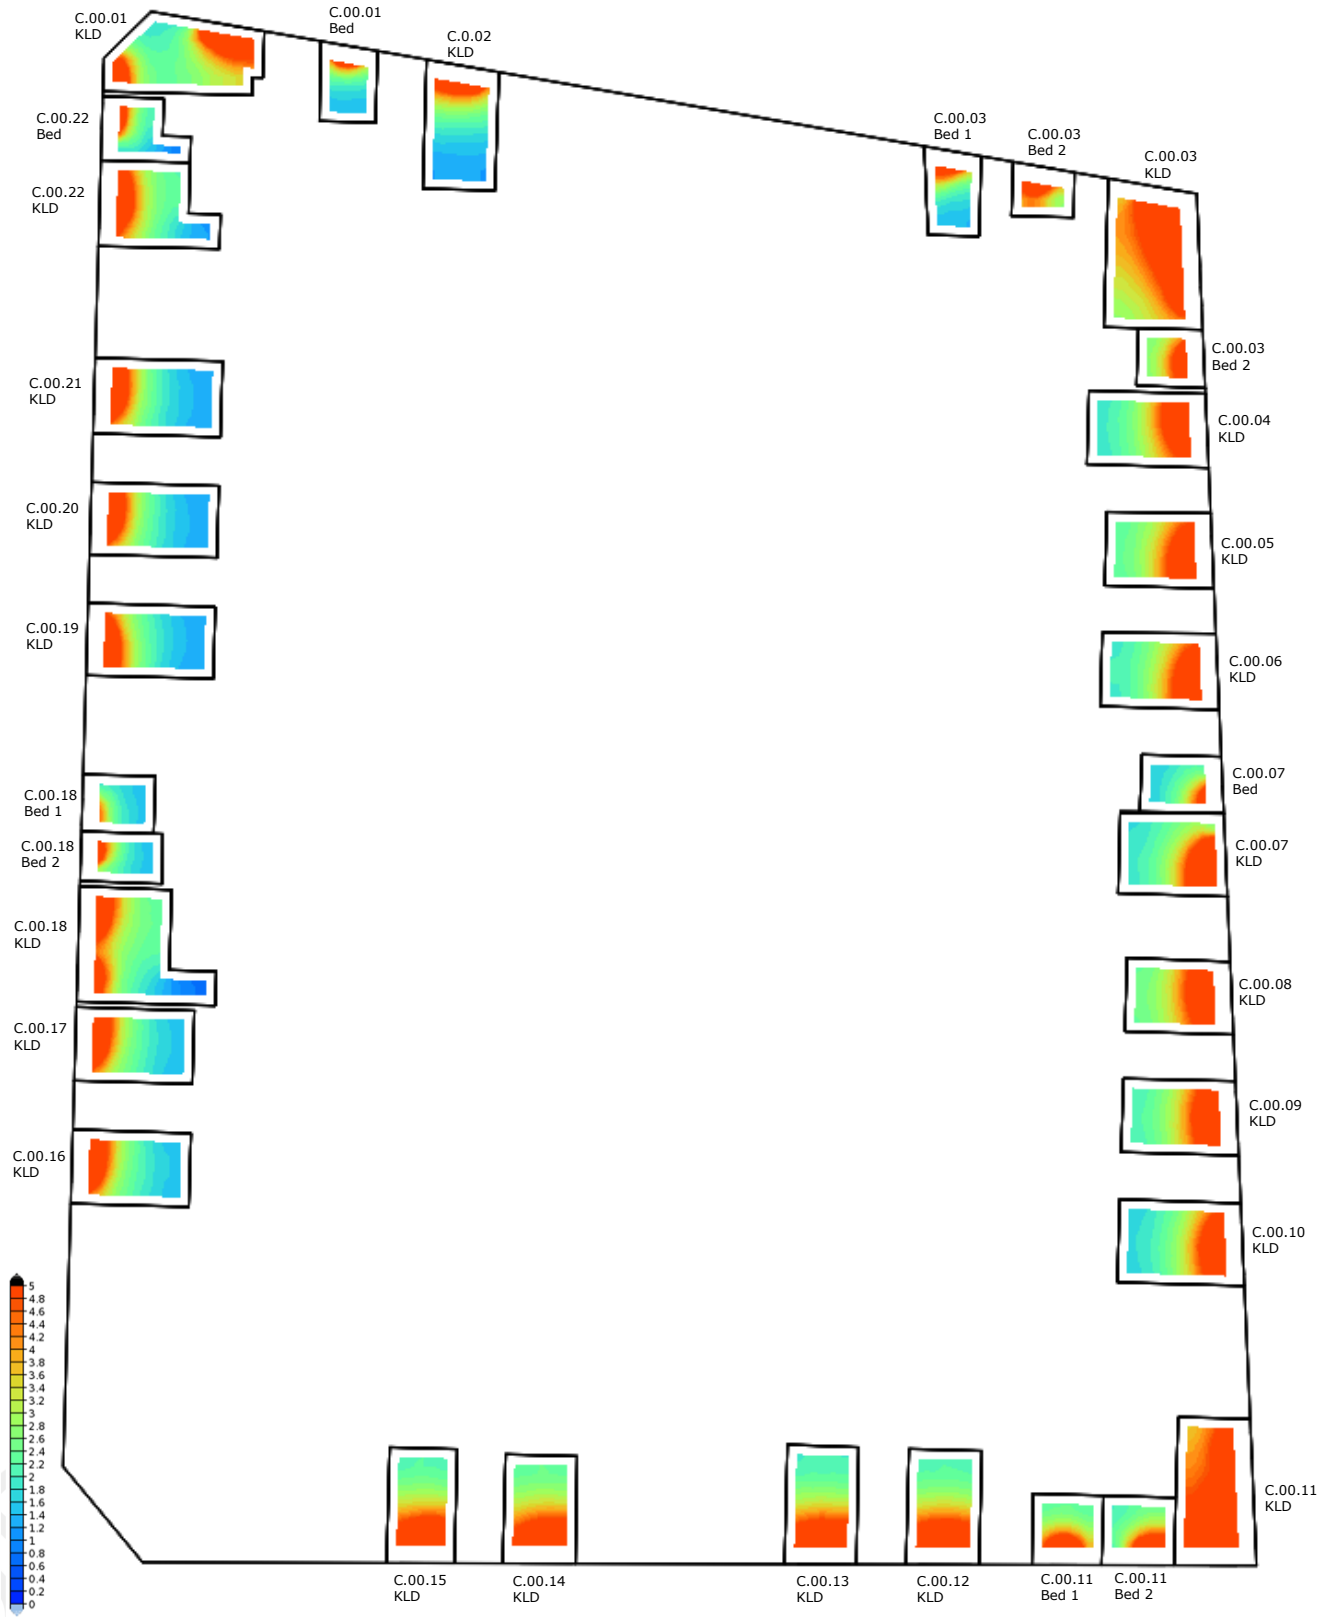 C.00.01
KLD
C.00.01
Bed
C.0.02
KLD
C.00.03
Bed 1
C.00.03
Bed 2
C.00.03
KLD
C.00.22
Bed
C.00.22
KLD
C.00.03
Bed 2
C.00.21
KLD
C.00.04
KLD
C.00.20
KLD
C.00.05
KLD
C.00.19
KLD
C.00.06
KLD
C.00.18
Bed 1
C.00.07
Bed
C.00.18
Bed 2
C.00.07
KLD
C.00.18
KLD
C.00.08
KLD
C.00.17
KLD
C.00.09
KLD
C.00.16
KLD
C.00.10
KLD
5
4.8
4.6
4.4
4.2
4
3.8
3.6
3.4
3.2
3
2.8
2.6
2.4
2.2
2
1.8
1.6
1.4
1.2
1
0.8
0.6
0.4
0.2
0
C.00.11
KLD
C.00.15
KLD
C.00.14
KLD
C.00.13
KLD
C.00.12
KLD
C.00.11
Bed 1
C.00.11
Bed 2